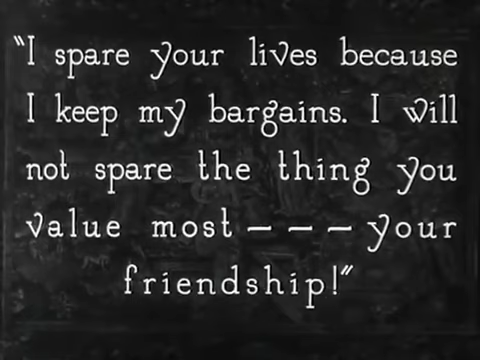 "I spare your lives because
I keep my bargains. I will
not spare the thing you
value most — — — your
friendship!"